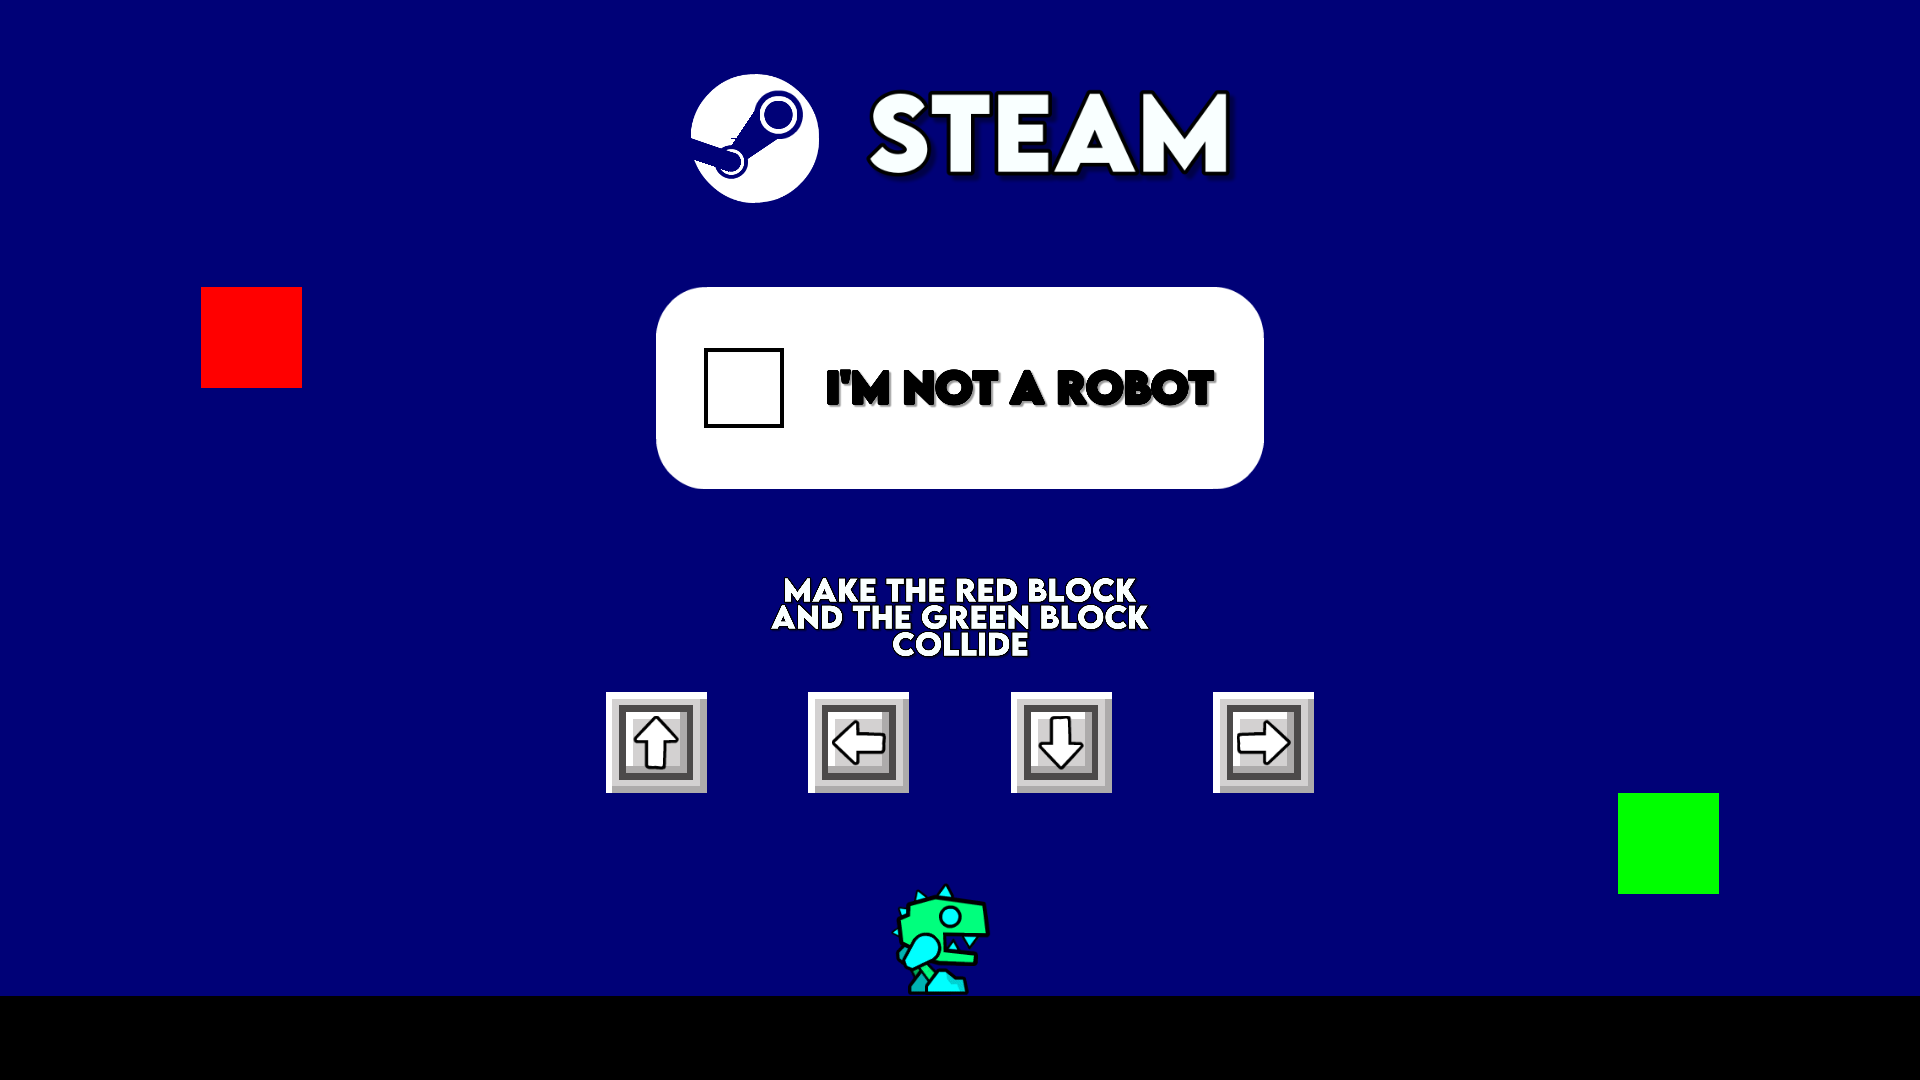 STEAM
I'M NOT A ROBOT
MAKE THE RED BLOCK
AND THE GREEN BLOCK
COLLIDE